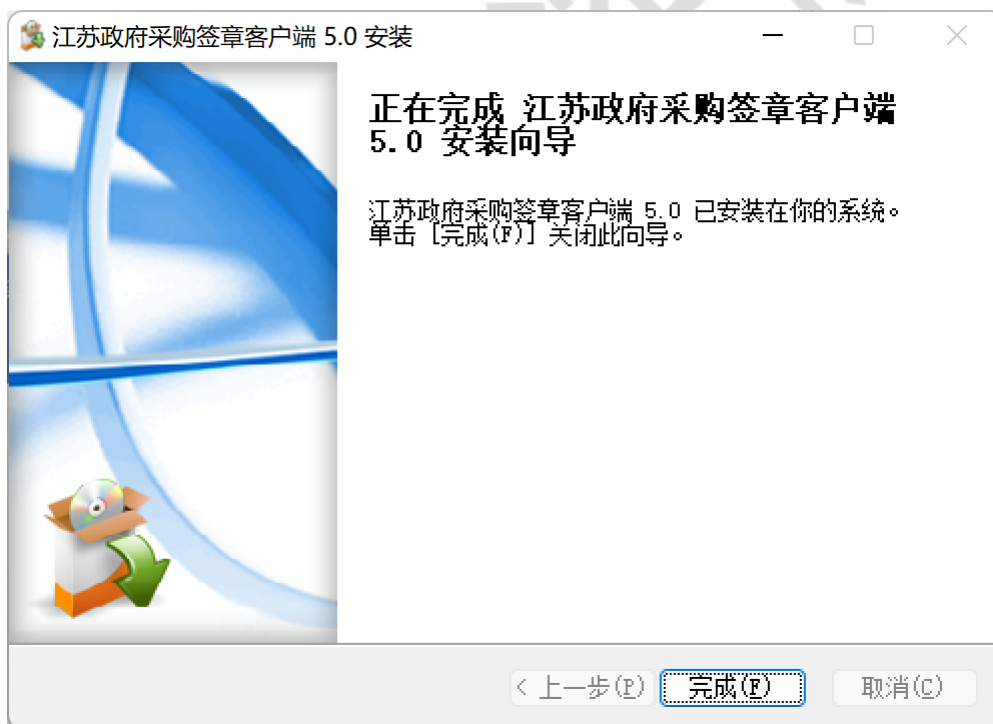 江苏政府采购签章客户端 5.0 安装
正在完成 江苏政府采购签章客户端
5.0 安装向导
江苏政府采购签章客户端 5.0 已安装在你的系统。
单击 [完成(F)] 关闭此向导。
< 上一步(P)
完成(F)
取消(C)